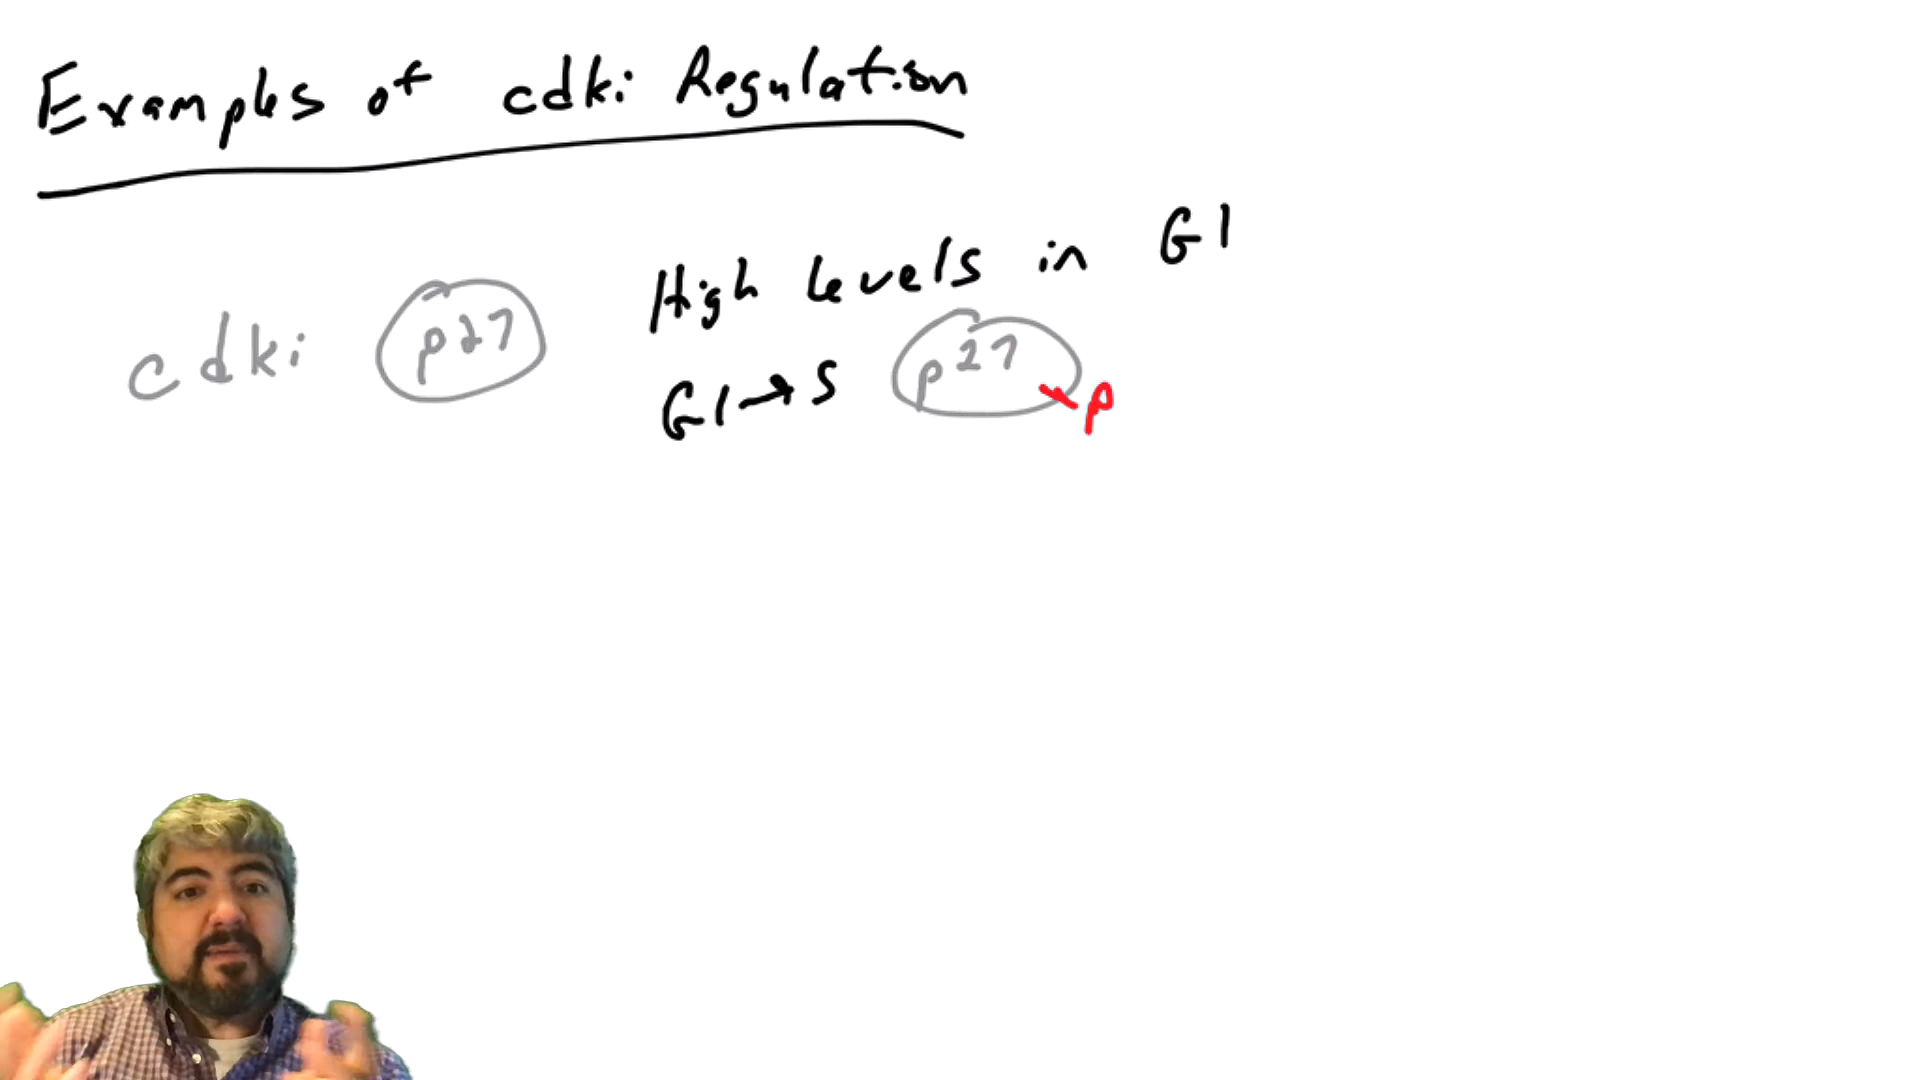 Examples of cdki Regulation
cdki p27 High levels in G1
G1→S p27 p